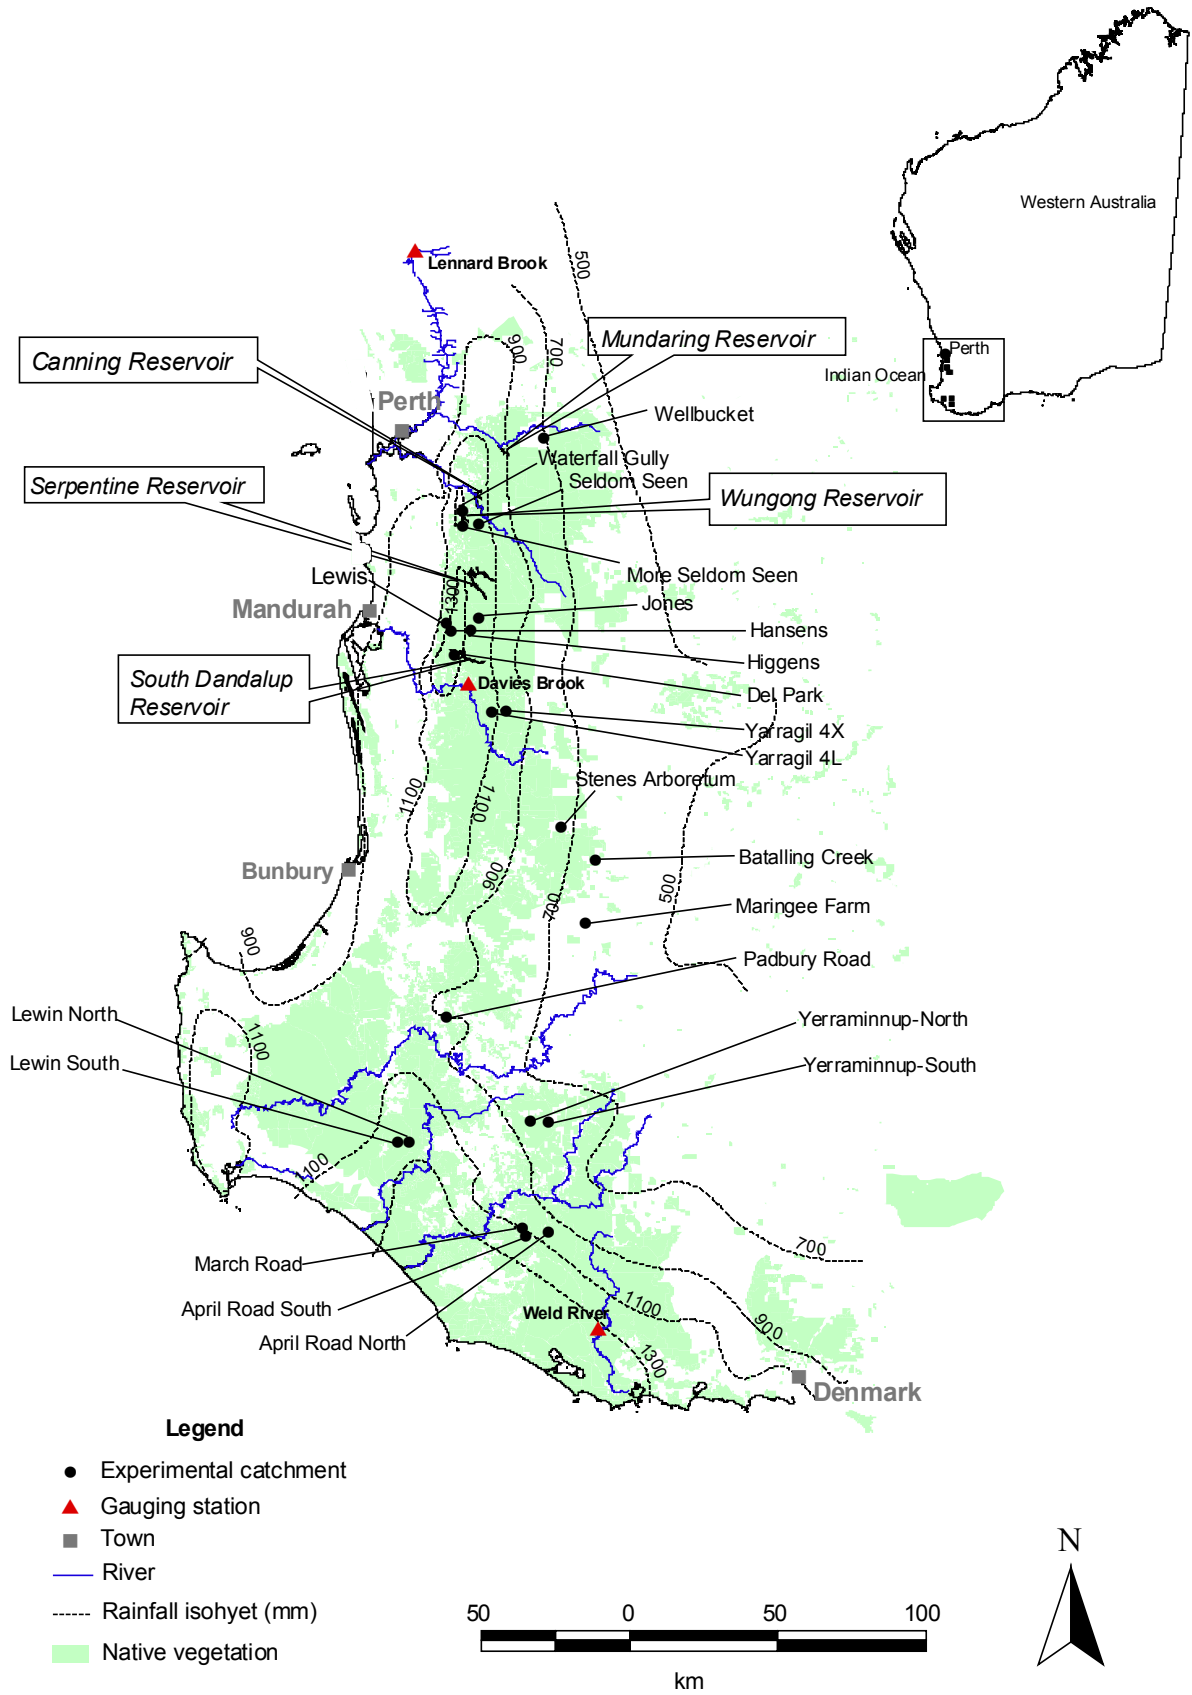 Western Australia
Perth
Indian Ocean
Lennard Brook
500
Canning Reservoir
Mundaring Reservoir
900
700
Perth
Wellbucket
Waterfall Gully
Seldom Seen
Serpentine Reservoir
Wungong Reservoir
More Seldom Seen
Lewis
1300
Jones
Mandurah
Hansens
Higgens
South Dandalup
Reservoir
Davies Brook
Del Park
Yarragil 4X
Yarragil 4L
Stenes Arboretum
1100
1100
Batalling Creek
Bunbury
900
500
700
Maringee Farm
900
Padbury Road
Lewin North
1100
Yerraminnup-North
Lewin South
Yerraminnup-South
1100
March Road
700
April Road South
Weld River
1100
900
April Road North
1300
Denmark
Legend
Experimental catchment
Gauging station
Town
River
Rainfall isohyet (mm)
Native vegetation
N
50 0 50 100
km